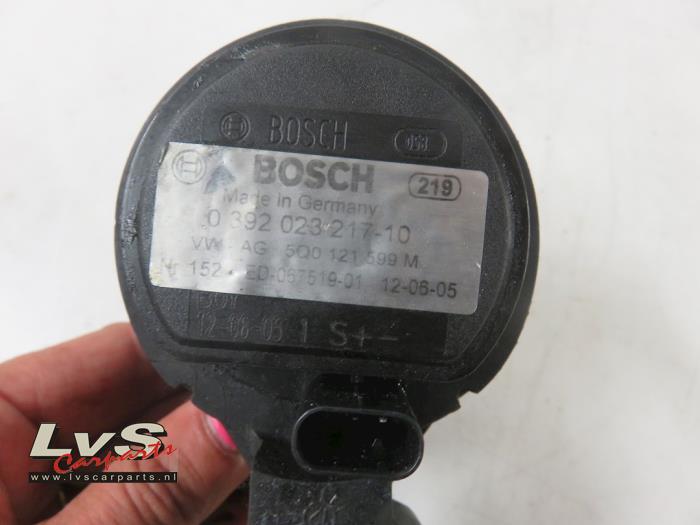 BOSCH
BOSCH
219
Made in Germany
0 392 023 217-10
VW AG 5Q0 121 599 M
152 ED-067519-01 12-06-05
12-06-05 1 S+-
LvS
Carparts
www.lvscarparts.nl